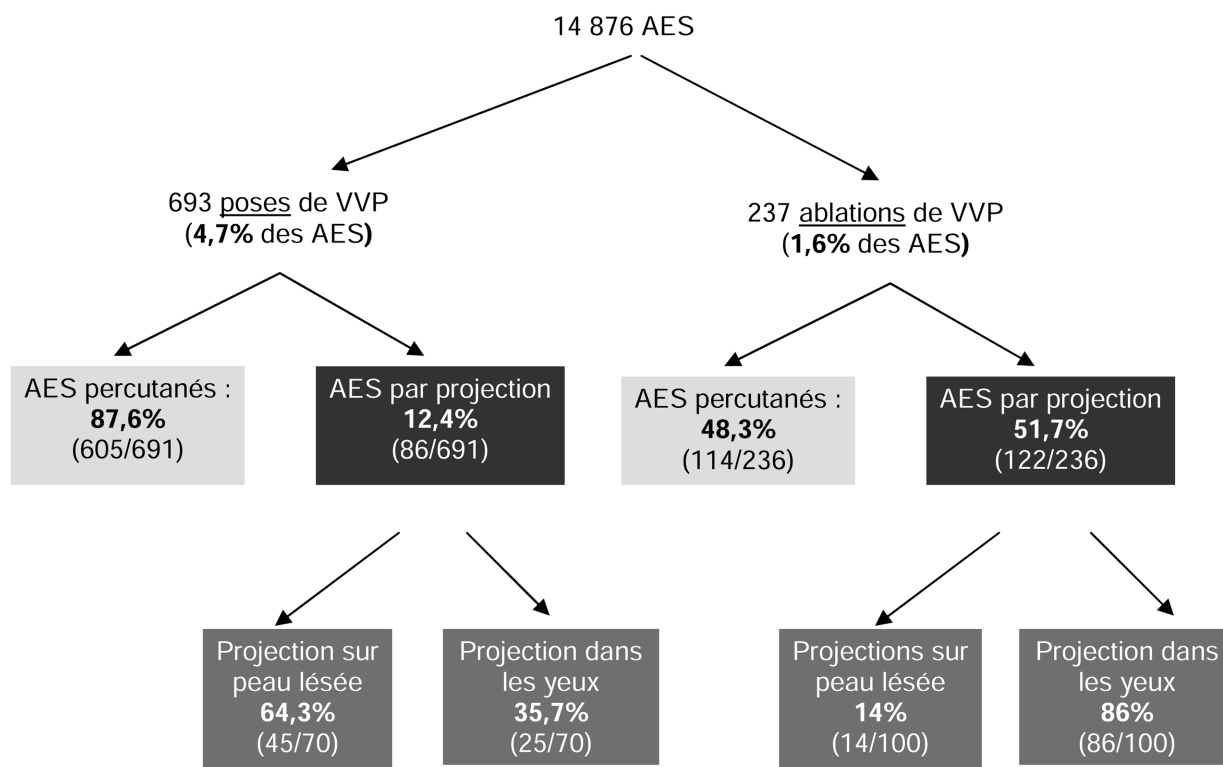 14 876 AES
693 poses de VVP
(4,7% des AES)
237 ablations de VVP
(1,6% des AES)
AES percutanés :
87,6%
(605/691)
AES par projection
12,4%
(86/691)
AES percutanés :
48,3%
(114/236)
AES par projection
51,7%
(122/236)
Projection sur
peau lésée
64,3%
(45/70)
Projection dans
les yeux
35,7%
(25/70)
Projections sur
peau lésée
14%
(14/100)
Projection dans
les yeux
86%
(86/100)